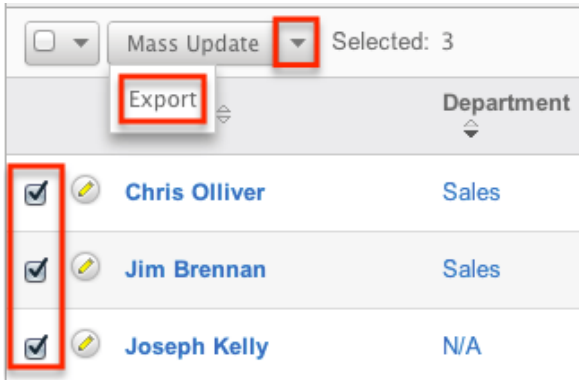 Mass Update Selected: 3
Export
Department
Chris Olliver Sales
Jim Brennan Sales
Joseph Kelly N/A